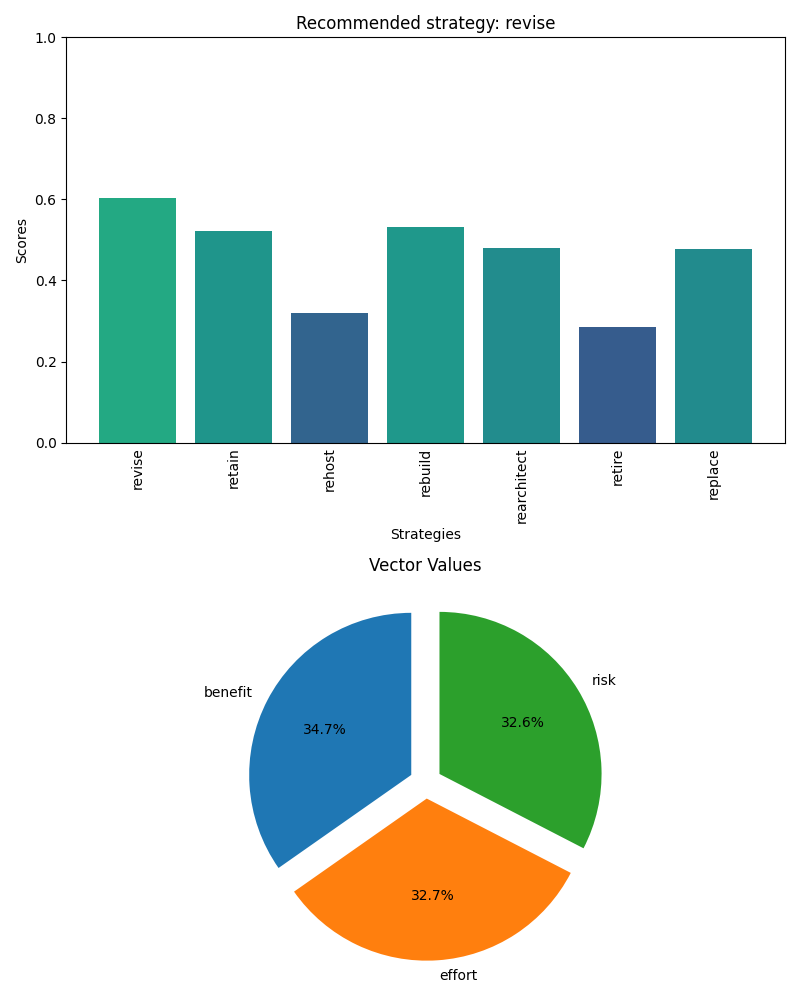 Recommended strategy: revise
1.0
0.8
0.6
0.4
0.2
0.0
Scores
revise
retain
rehost
rebuild
rearchitect
retire
replace
Strategies
Vector Values
benefit
34.7%
risk
32.6%
32.7%
effort